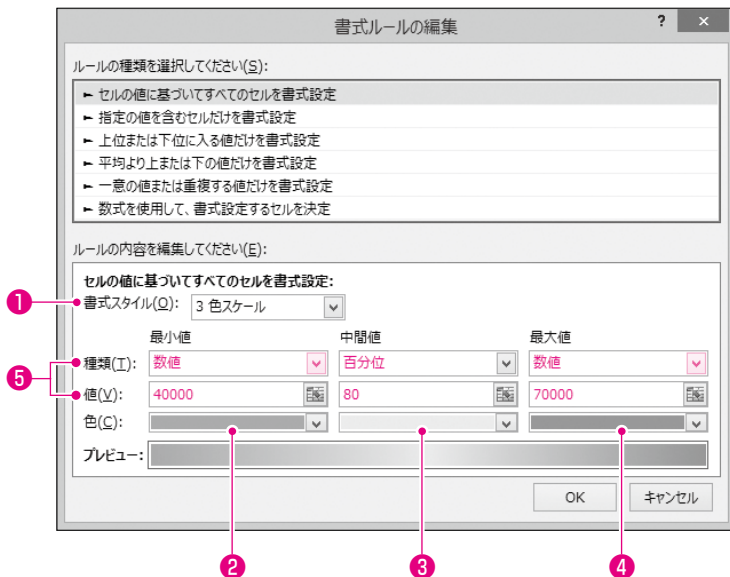 書式ルールの編集 ? ×
ルールの種類を選択してください(S):
► セルの値に基づいてすべてのセルを書式設定
► 指定の値を含むセルだけを書式設定
► 上位または下位に入る値だけを書式設定
► 平均より上または下の値だけを書式設定
► 一意の値または重複する値だけを書式設定
► 数式を使用して、書式設定するセルを決定
ルールの内容を編集してください(E):
セルの値に基づいてすべてのセルを書式設定:
❶ 書式スタイル(O): 3 色スケール
最小値 中間値 最大値
種類(T): 数値 百分位 数値
❺
値(V): 40000 80 70000
色(C):
プレビュー:
OK キャンセル
❷ ❸ ❹